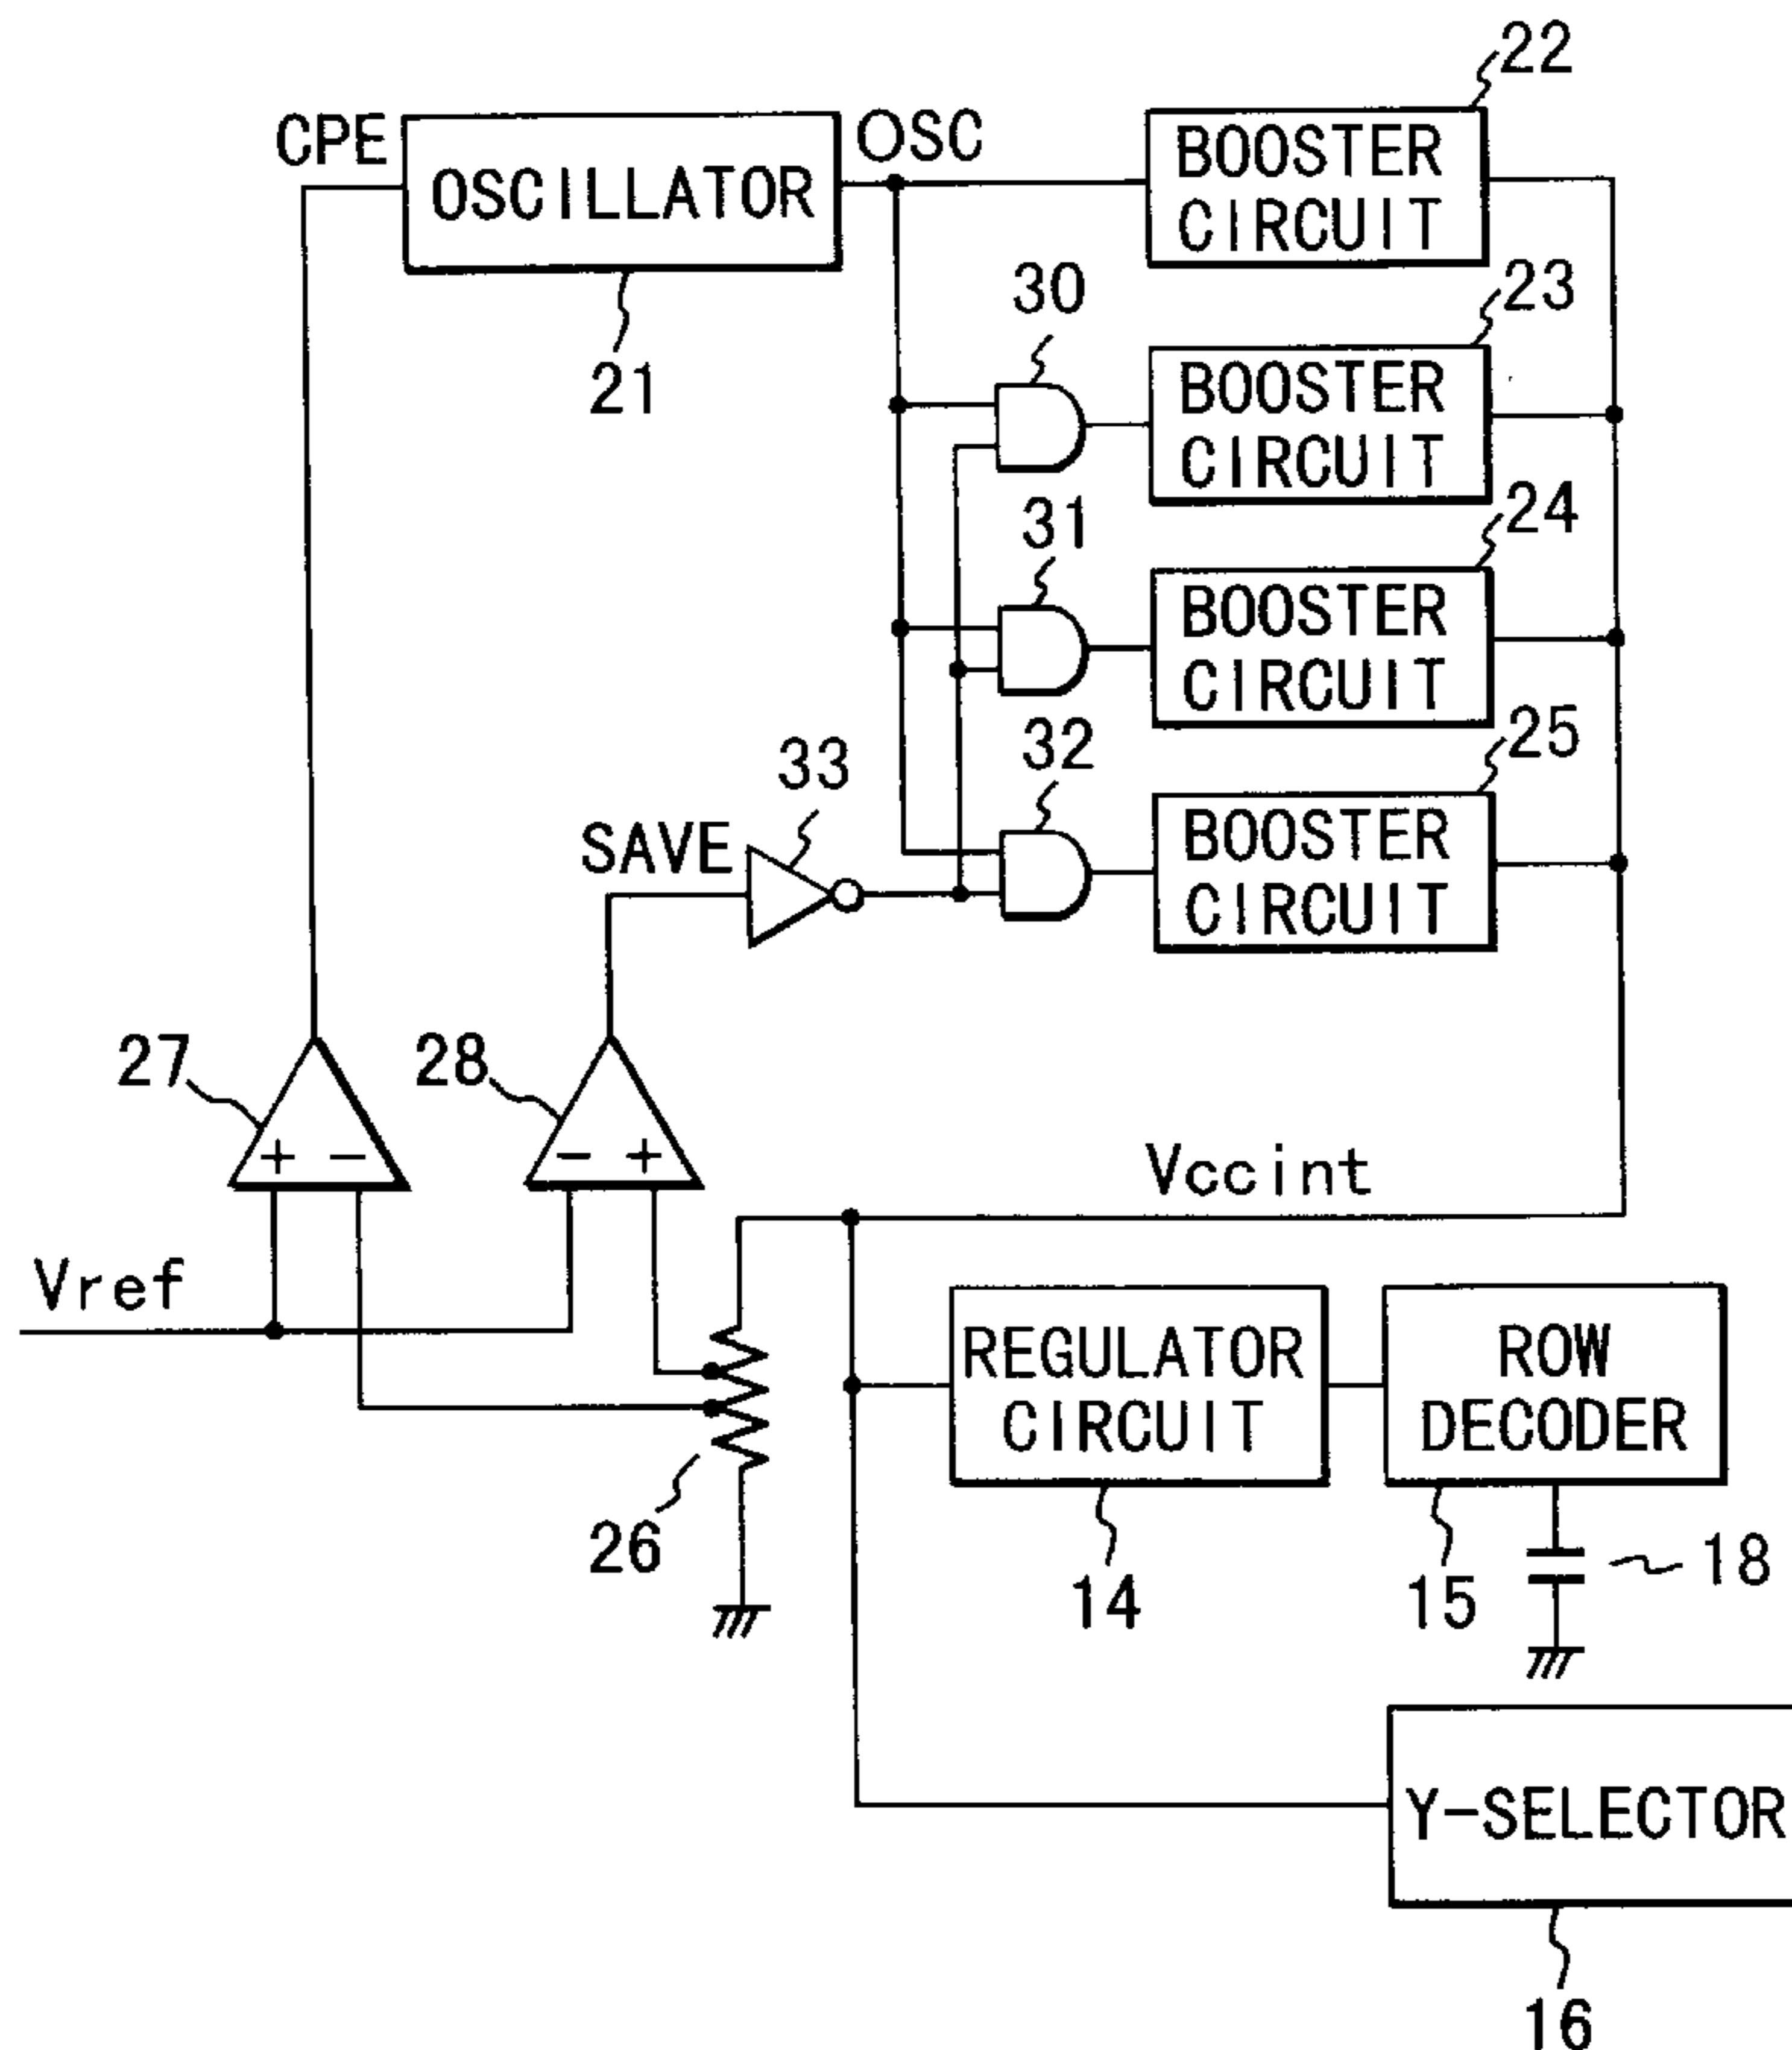 22
CPE
OSCILLATOR
OSC
BOOSTER
CIRCUIT
21
30
23
BOOSTER
CIRCUIT
31
24
BOOSTER
CIRCUIT
32
25
33
SAVE
BOOSTER
CIRCUIT
27
28
+ −
− +
Vccint
Vref
REGULATOR
CIRCUIT
ROW
DECODER
26
14
15
18
Y-SELECTOR
16